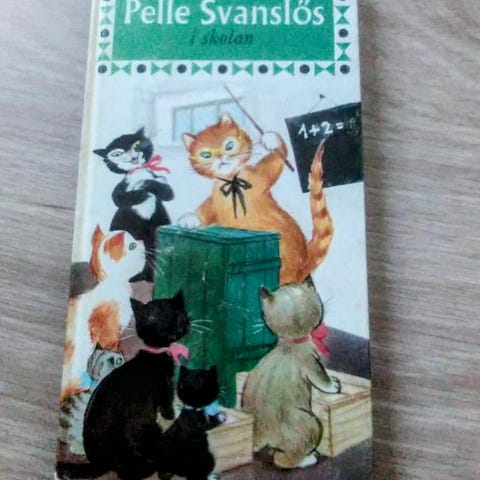 Pelle Svanslös
i skolan
1+2=